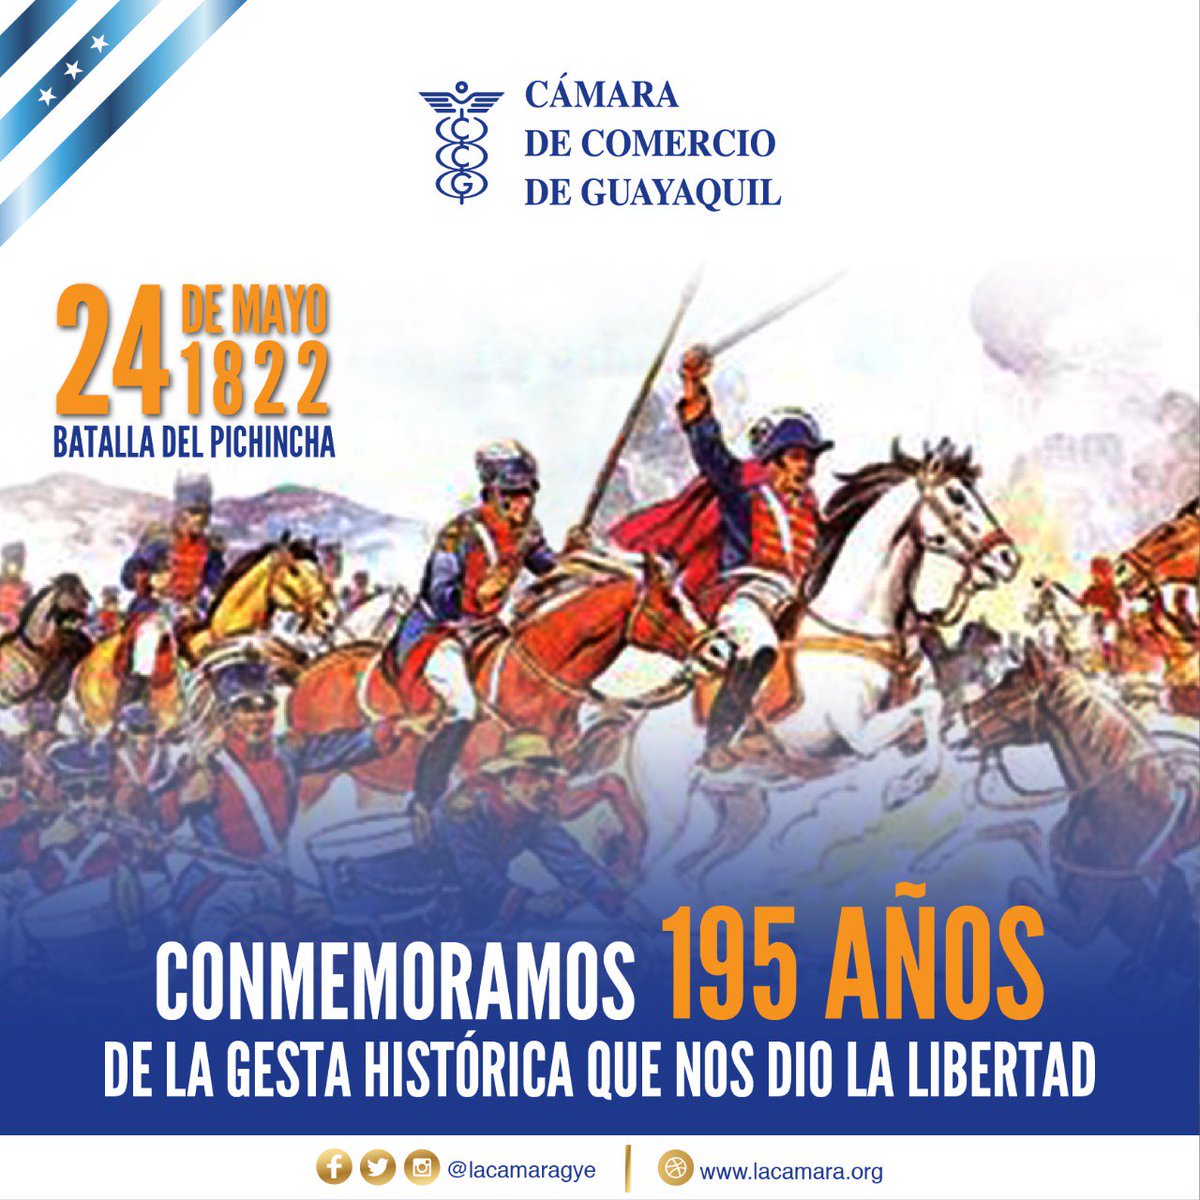 CÁMARA
DE COMERCIO
DE GUAYAQUIL
CCG
24 DE MAYO
1822
BATALLA DEL PICHINCHA
CONMEMORAMOS 195 AÑOS
DE LA GESTA HISTÓRICA QUE NOS DIO LA LIBERTAD
@lacamaragye
www.lacamara.org